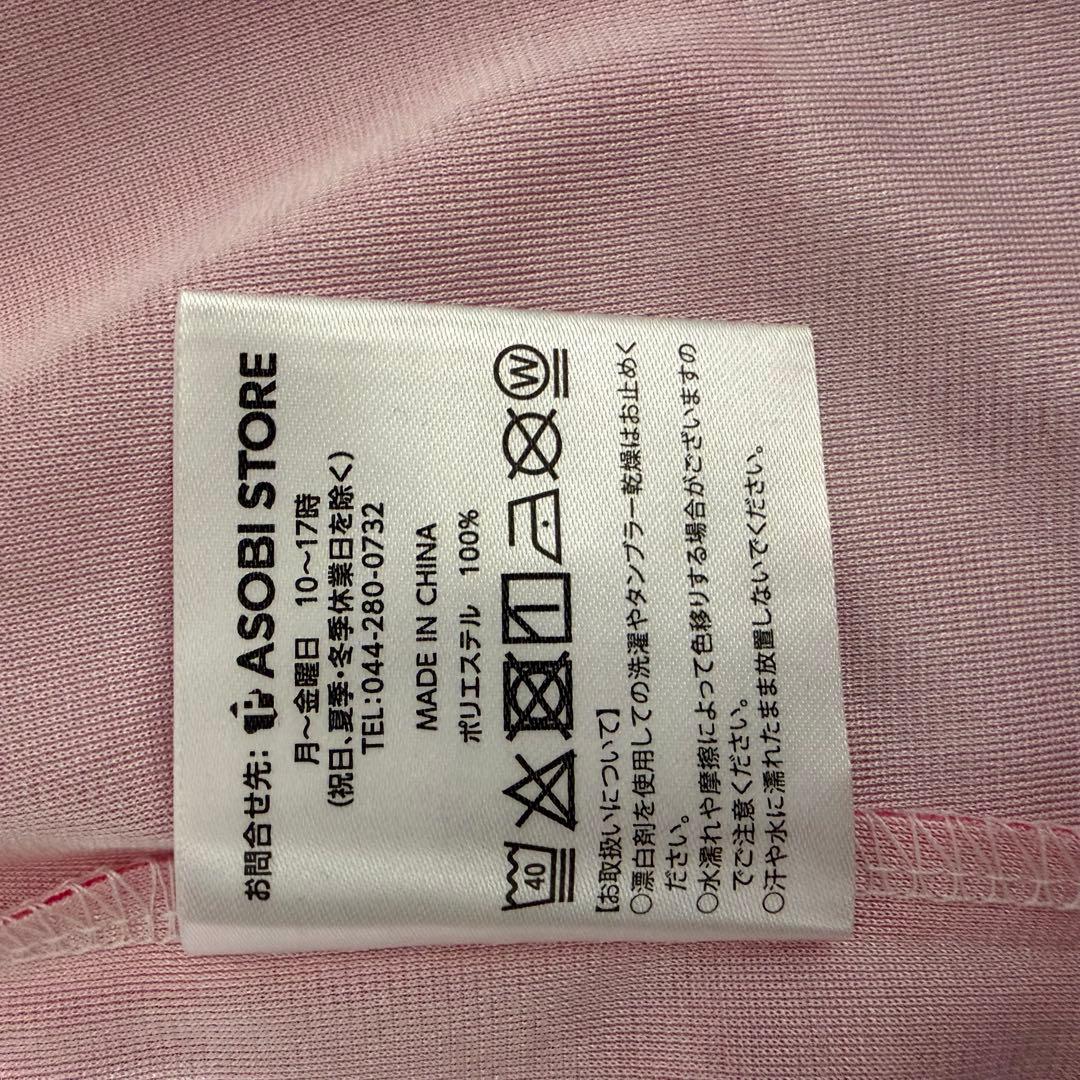 お問合せ先: ASOBI STORE
月～金曜日 10～17時
(祝日、夏季・冬季休業日を除く)
TEL:044-280-0732
MADE IN CHINA
ポリエステル 100%
40
W
【お取扱いについて】
○漂白剤を使用しての洗濯やタンブラー乾燥はお止めく
ださい。
○水濡れや摩擦によって色移りする場合がございますの
でご注意ください。
○汗や水に濡れたまま放置しないでください。